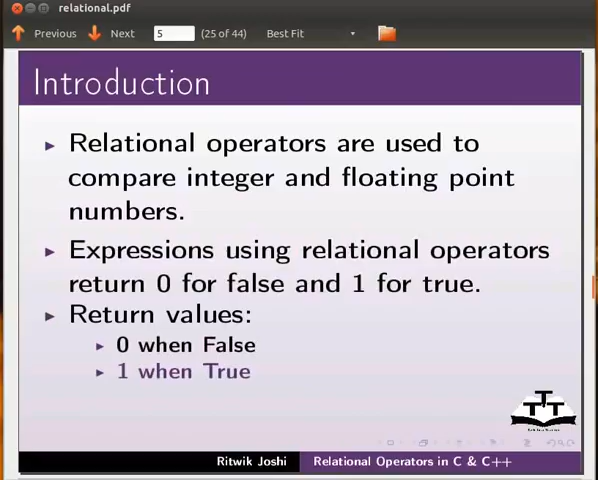 relational.pdf
Previous Next 5 (25 of 44) Best Fit
Introduction
Relational operators are used to
compare integer and floating point
numbers.
Expressions using relational operators
return 0 for false and 1 for true.
Return values:
0 when False
1 when True
Ritwik Joshi Relational Operators in C & C++